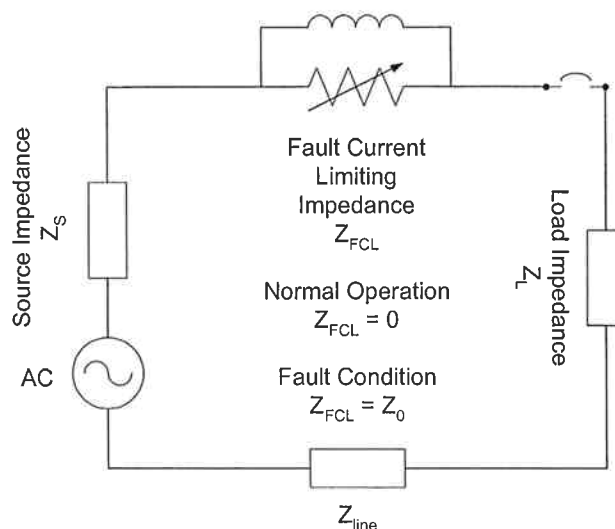 Fault Current
Limiting
Impedance
Z_FCL
Source Impedance
Z_S
Load Impedance
Z_L
Normal Operation
Z_FCL = 0
AC
Fault Condition
Z_FCL = Z_0
Z_line